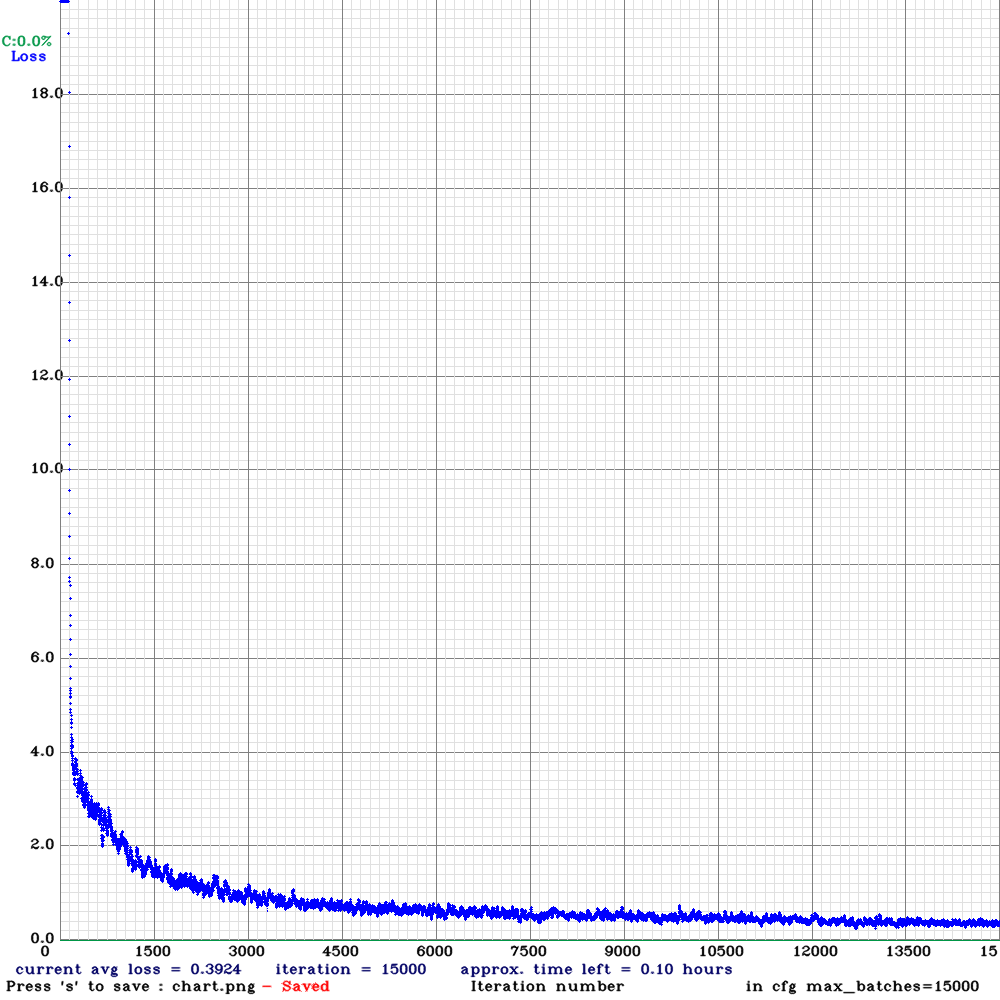 C:0.0%
Loss
18.0
16.0
14.0
12.0
10.0
8.0
6.0
4.0
2.0
0.0
0 1500 3000 4500 6000 7500 9000 10500 12000 13500 15
current avg loss = 0.3924 iteration = 15000 approx. time left = 0.10 hours
Press 's' to save : chart.png - Saved Iteration number in cfg max_batches=15000